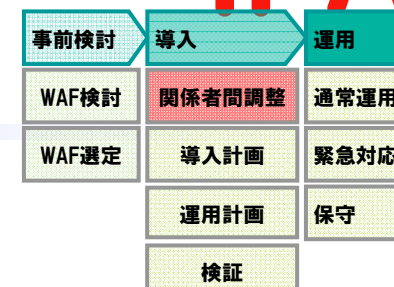 事前検討 導入 運用
WAF検討 関係者間調整 通常運用
WAF選定 導入計画 緊急対応
運用計画 保守
検証